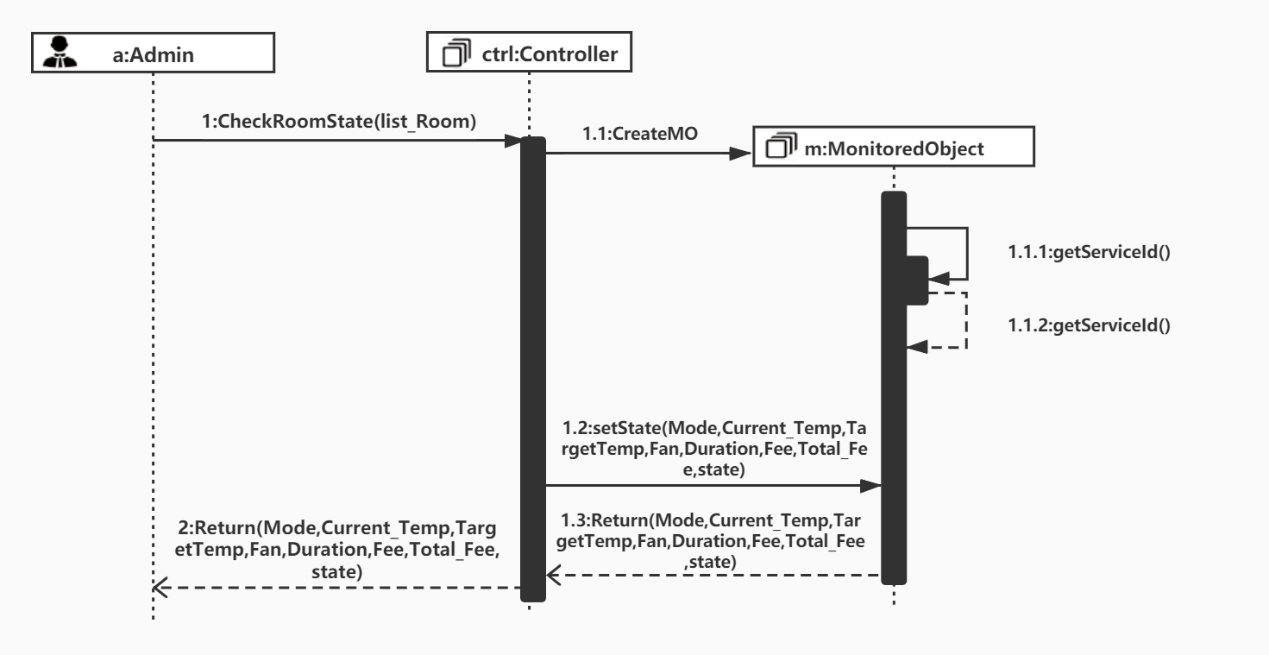 a:Admin
ctrl:Controller
1:CheckRoomState(list_Room)
1.1:CreateMO
m:MonitoredObject
1.1.1:getServiceId()
1.1.2:getServiceId()
1.2:setState(Mode,Current_Temp,Ta
rgetTemp,Fan,Duration,Fee,Total_Fe
e,state)
1.3:Return(Mode,Current_Temp,Tar
getTemp,Fan,Duration,Fee,Total_Fee
,state)
2:Return(Mode,Current_Temp,Targ
etTemp,Fan,Duration,Fee,Total_Fee,
state)